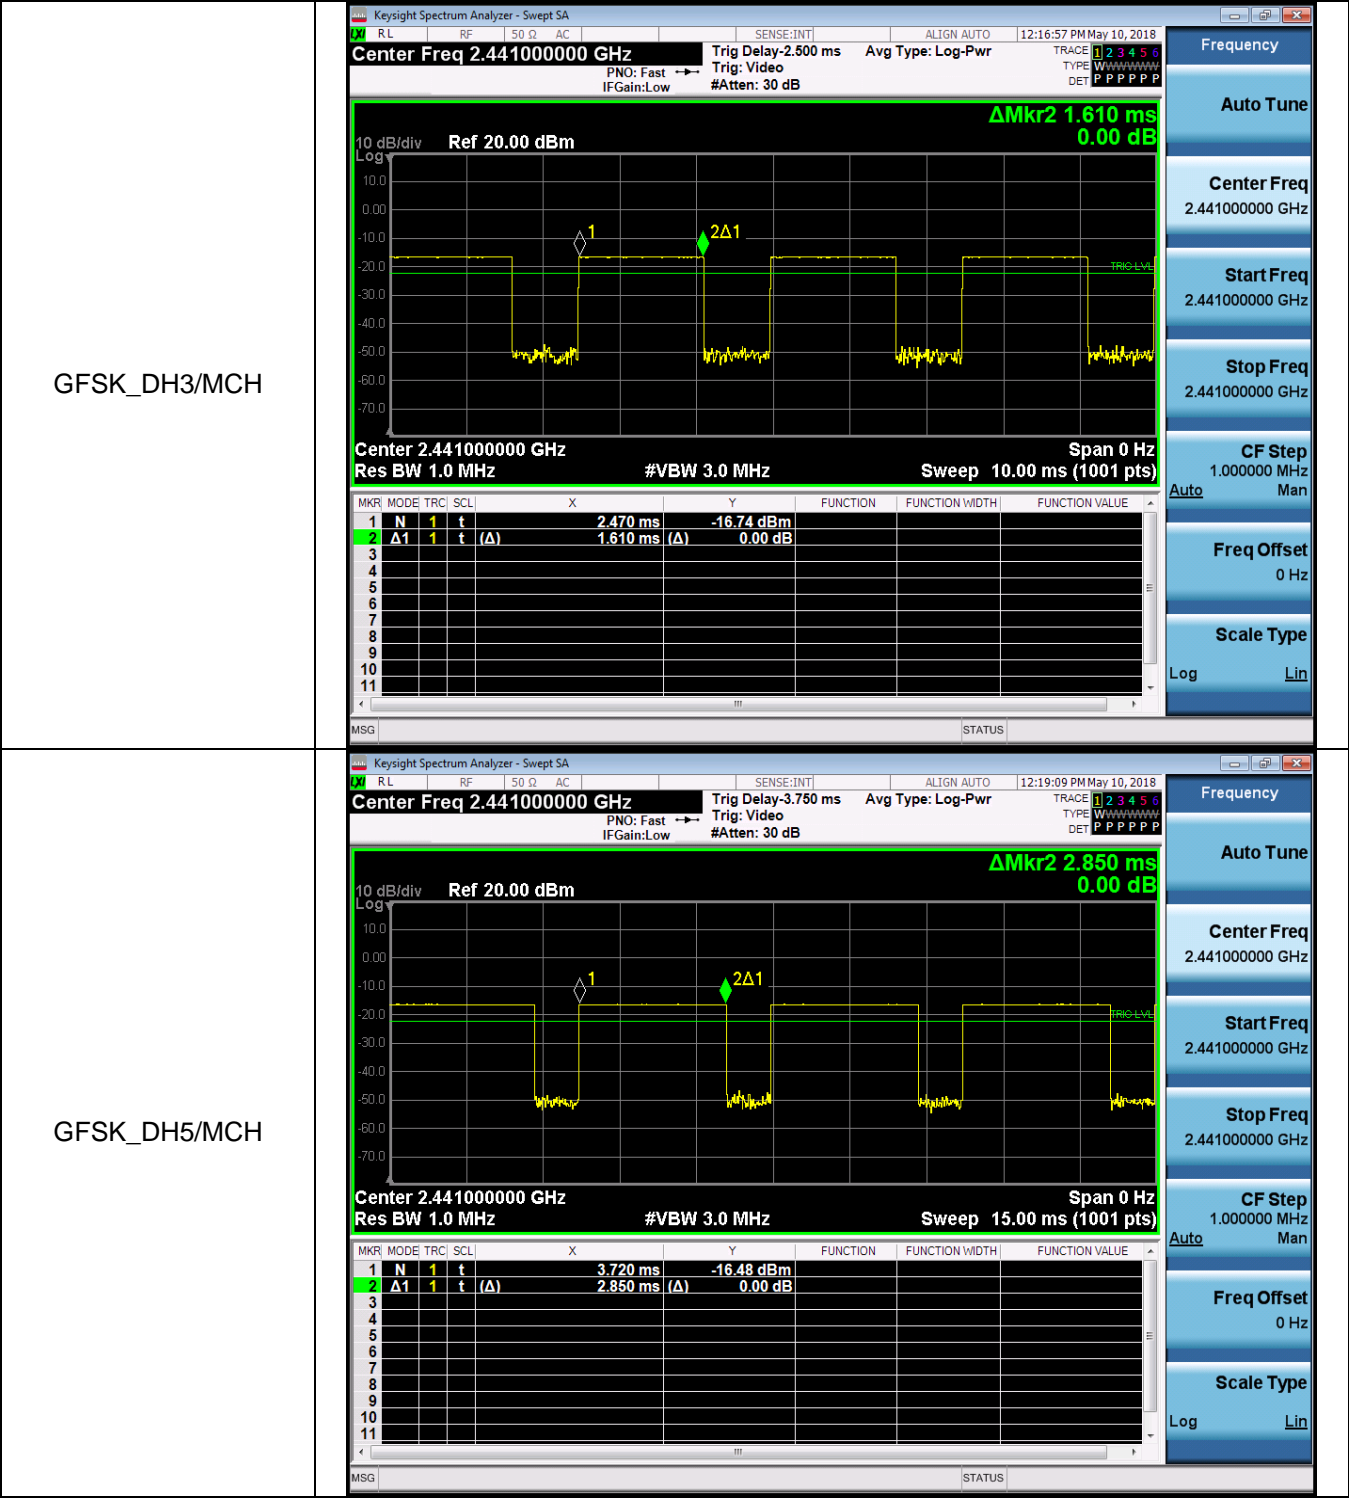 GFSK_DH3/MCH
Keysight Spectrum Analyzer - Swept SA
LXI RL RF 50 Ω AC SENSE:INT ALIGN AUTO 12:16:57 PM May 10, 2018
Center Freq 2.441000000 GHz
PNO: Fast
IFGain:Low
Trig Delay-2.500 ms
Trig: Video
#Atten: 30 dB
Avg Type: Log-Pwr
TRACE 1 2 3 4 5 6
TYPE WWWWWW
DET P P P P P P
ΔMkr2 1.610 ms
0.00 dB
10 dB/div Ref 20.00 dBm
Log
10.0
0.00
-10.0
-20.0
-30.0
-40.0
-50.0
-60.0
-70.0
1
2Δ1
TRIG LVL
Center 2.441000000 GHz Span 0 Hz
Res BW 1.0 MHz #VBW 3.0 MHz Sweep 10.00 ms (1001 pts)
MKR MODE TRC SCL X Y FUNCTION FUNCTION WIDTH FUNCTION VALUE
1 N 1 t 2.470 ms -16.74 dBm
2 Δ1 1 t (Δ) 1.610 ms (Δ) 0.00 dB
3
4
5
6
7
8
9
10
11
MSG STATUS
Frequency
Auto Tune
Center Freq
2.441000000 GHz
Start Freq
2.441000000 GHz
Stop Freq
2.441000000 GHz
CF Step
1.000000 MHz
Auto Man
Freq Offset
0 Hz
Scale Type
Log Lin
GFSK_DH5/MCH
Keysight Spectrum Analyzer - Swept SA
LXI RL RF 50 Ω AC SENSE:INT ALIGN AUTO 12:19:09 PM May 10, 2018
Center Freq 2.441000000 GHz
PNO: Fast
IFGain:Low
Trig Delay-3.750 ms
Trig: Video
#Atten: 30 dB
Avg Type: Log-Pwr
TRACE 1 2 3 4 5 6
TYPE WWWWWW
DET P P P P P P
ΔMkr2 2.850 ms
0.00 dB
10 dB/div Ref 20.00 dBm
Log
10.0
0.00
-10.0
-20.0
-30.0
-40.0
-50.0
-60.0
-70.0
1
2Δ1
TRIG LVL
Center 2.441000000 GHz Span 0 Hz
Res BW 1.0 MHz #VBW 3.0 MHz Sweep 15.00 ms (1001 pts)
MKR MODE TRC SCL X Y FUNCTION FUNCTION WIDTH FUNCTION VALUE
1 N 1 t 3.720 ms -16.48 dBm
2 Δ1 1 t (Δ) 2.850 ms (Δ) 0.00 dB
3
4
5
6
7
8
9
10
11
MSG STATUS
Frequency
Auto Tune
Center Freq
2.441000000 GHz
Start Freq
2.441000000 GHz
Stop Freq
2.441000000 GHz
CF Step
1.000000 MHz
Auto Man
Freq Offset
0 Hz
Scale Type
Log Lin